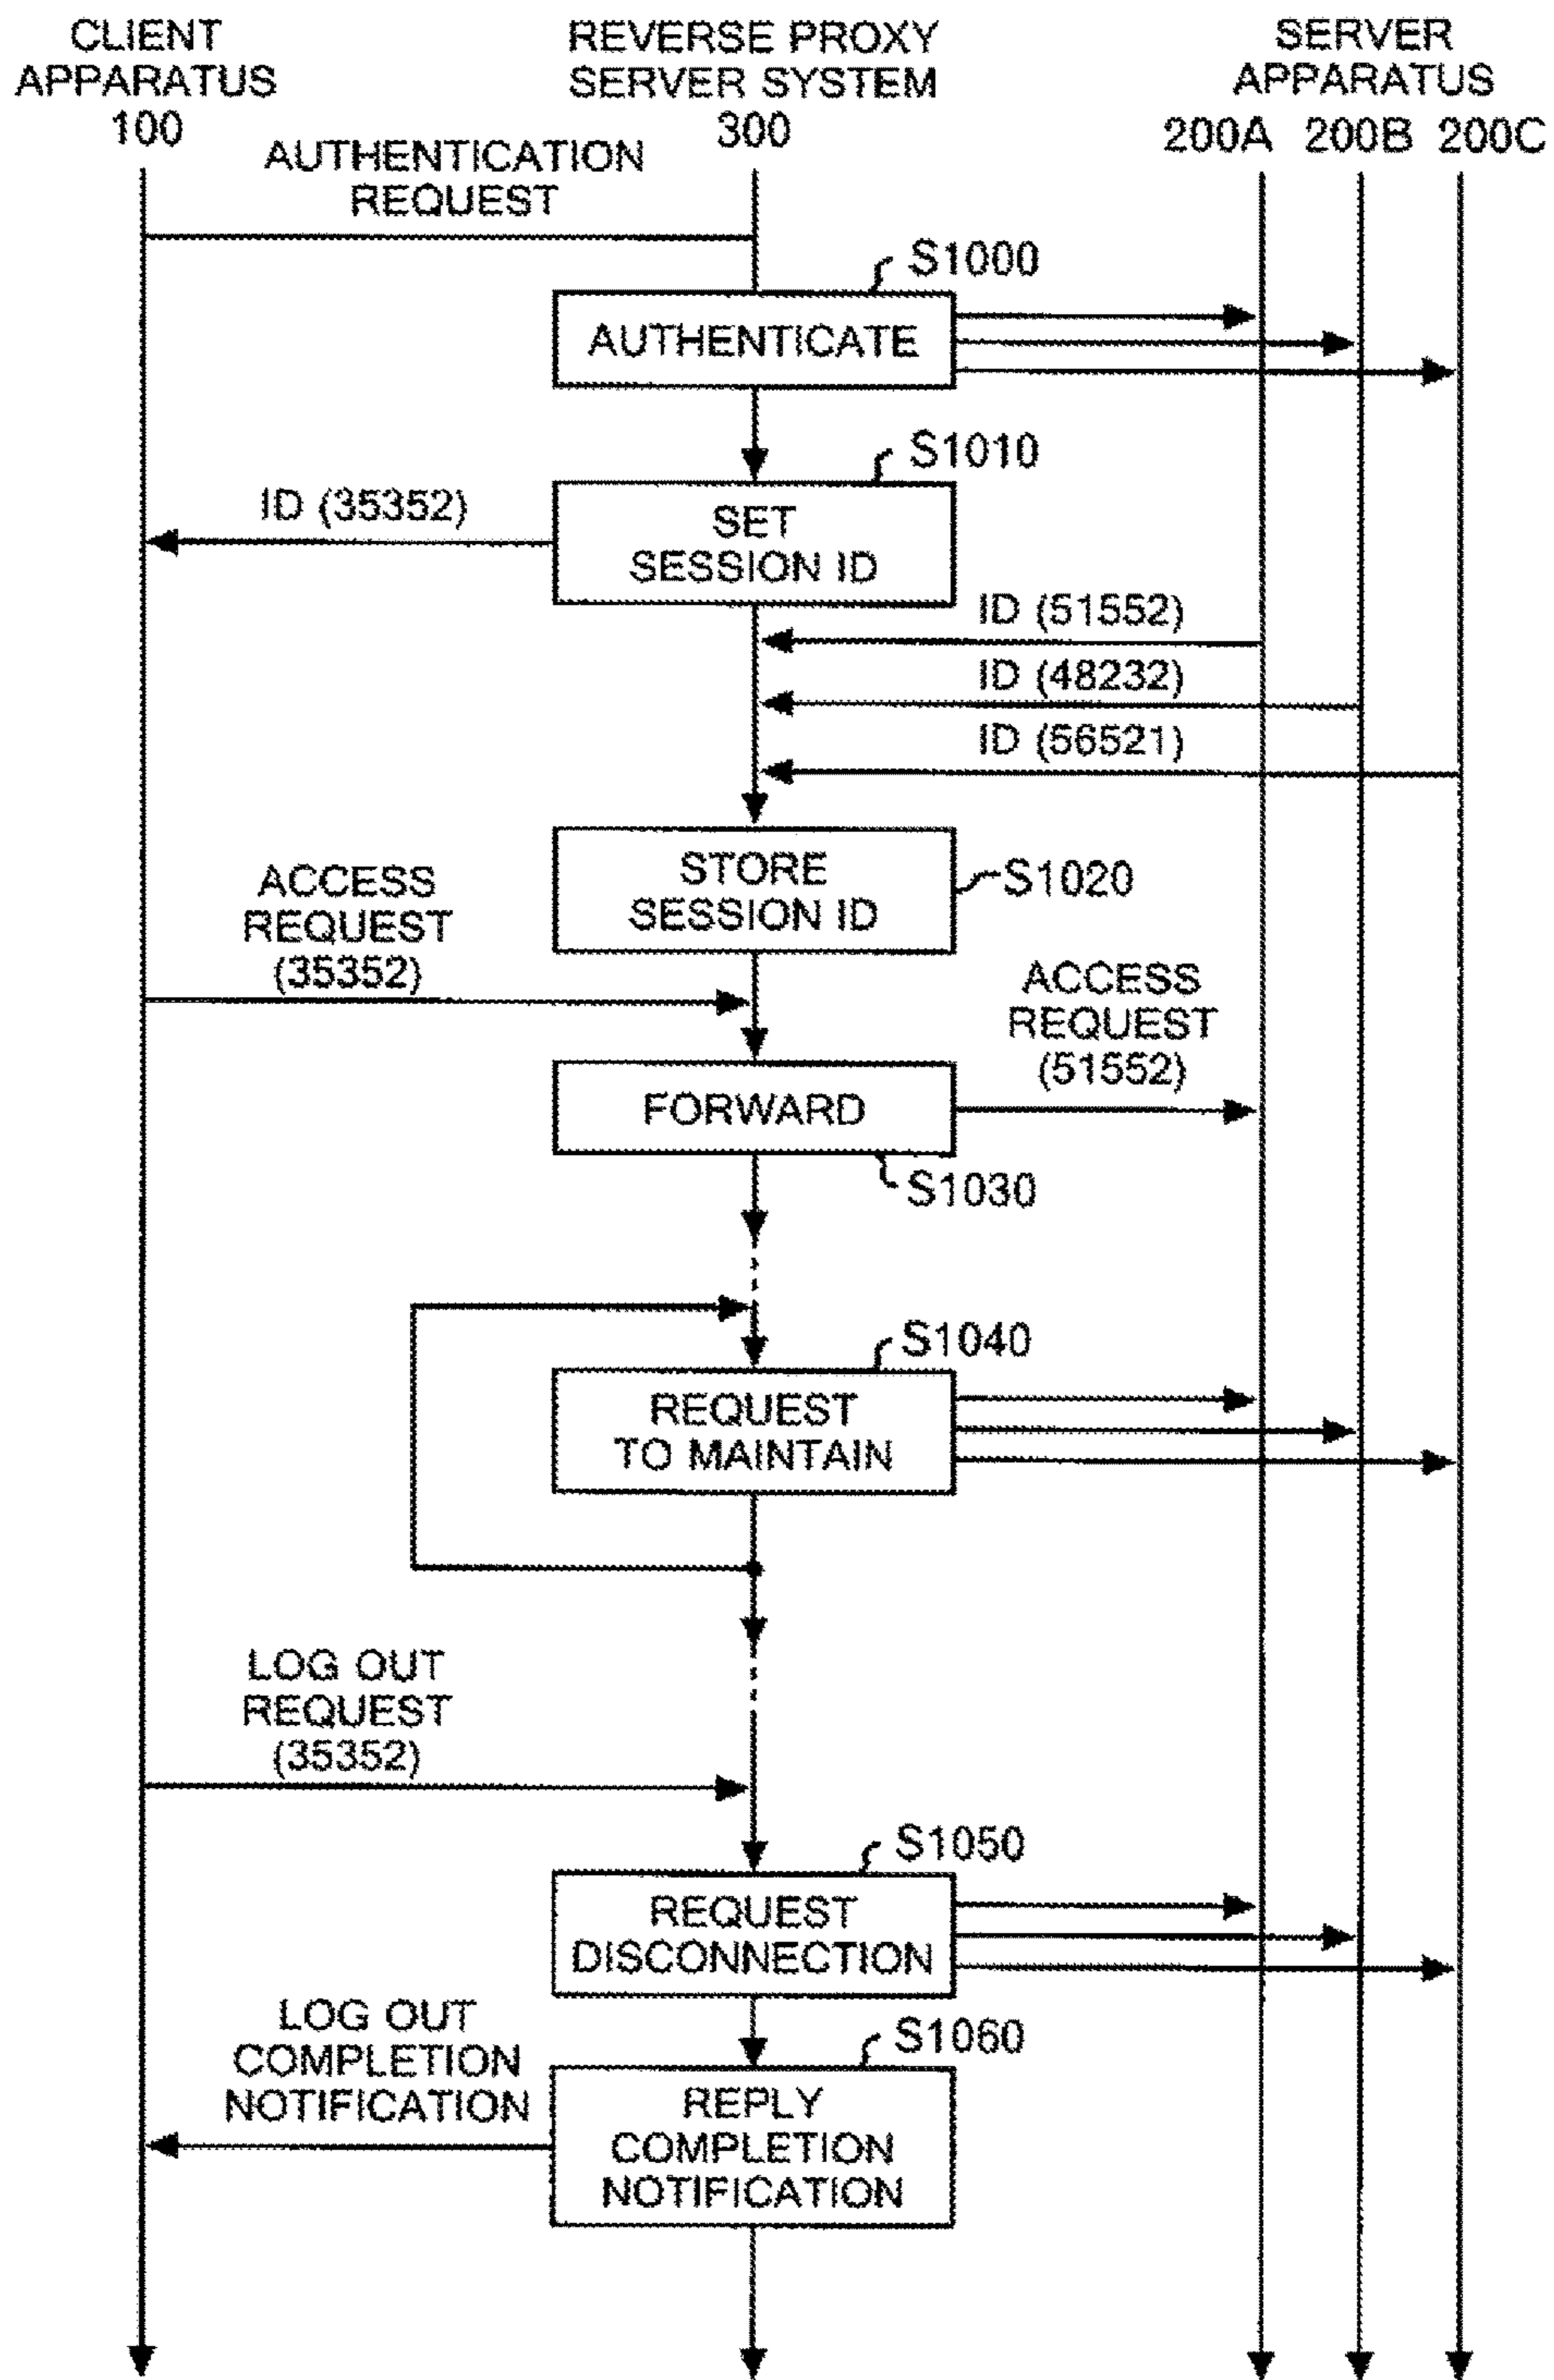 CLIENT
APPARATUS
100
REVERSE PROXY
SERVER SYSTEM
300
SERVER
APPARATUS
200A 200B 200C
AUTHENTICATION
REQUEST
S1000
AUTHENTICATE
S1010
ID (35352)
SET
SESSION ID
ID (51552)
ID (48232)
ID (56521)
STORE
SESSION ID
S1020
ACCESS
REQUEST
(35352)
ACCESS
REQUEST
(51552)
FORWARD
S1030
S1040
REQUEST
TO MAINTAIN
LOG OUT
REQUEST
(35352)
S1050
REQUEST
DISCONNECTION
LOG OUT
COMPLETION
NOTIFICATION
S1060
REPLY
COMPLETION
NOTIFICATION